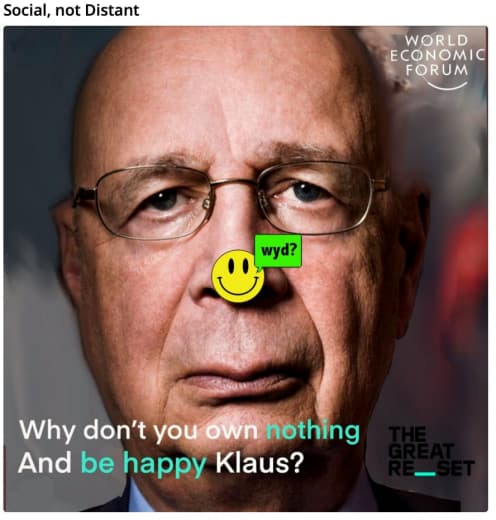 Social, not Distant
WORLD
ECONOMIC
FORUM
wyd?
Why don't you own nothing
And be happy Klaus?
THE
GREAT
RE_SET